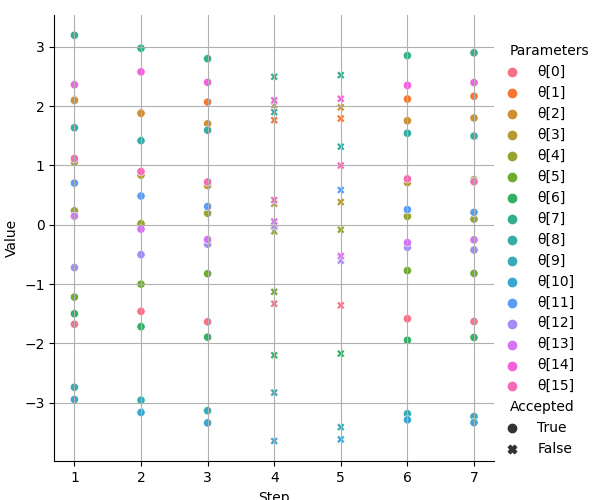 3
2
1
0
−1
−2
−3
Value
1 2 3 4 5 6 7
Step
Parameters
θ[0]
θ[1]
θ[2]
θ[3]
θ[4]
θ[5]
θ[6]
θ[7]
θ[8]
θ[9]
θ[10]
θ[11]
θ[12]
θ[13]
θ[14]
θ[15]
Accepted
True
False